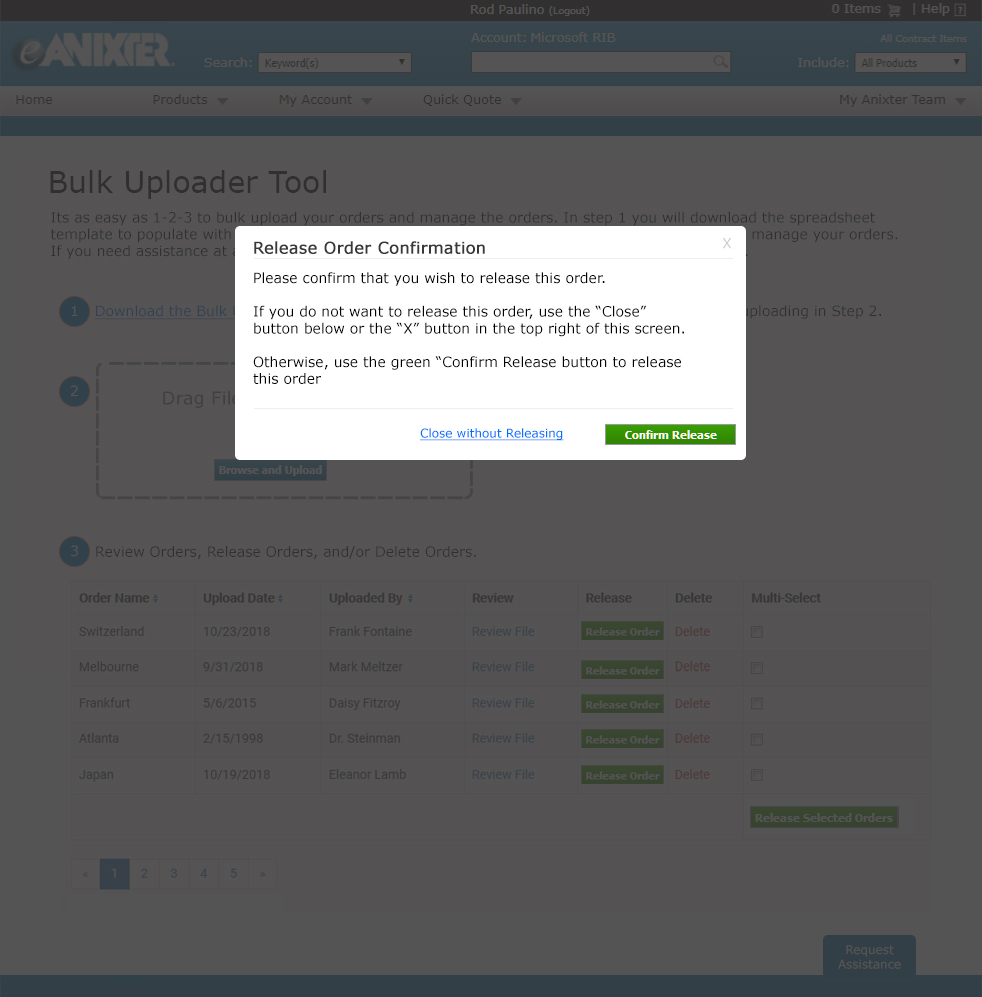 Rod Paulino (Logout)
0 Items | Help ?
eANIXTER
Account: Microsoft RIB
All Contract Items
Search: Keyword(s)
Include: All Products
Home Products My Account Quick Quote My Anixter Team
Bulk Uploader Tool
Its as easy as 1-2-3 to bulk upload your orders and manage the orders. In step 1 you will download the spreadsheet
template to populate with manage your orders.
If you need assistance at
Release Order Confirmation X
Please confirm that you wish to release this order.
If you do not want to release this order, use the “Close”
button below or the “X” button in the top right of this screen.
Otherwise, use the green “Confirm Release button to release
this order
Close without Releasing Confirm Release
1 Download the Bulk uploading in Step 2.
2 Drag File
Browse and Upload
3 Review Orders, Release Orders, and/or Delete Orders.
Order Name Upload Date Uploaded By Review Release Delete Multi-Select
Switzerland 10/23/2018 Frank Fontaine Review File Release Order Delete
Melbourne 9/31/2018 Mark Meltzer Review File Release Order Delete
Frankfurt 5/6/2015 Daisy Fitzroy Review File Release Order Delete
Atlanta 2/15/1998 Dr. Steinman Review File Release Order Delete
Japan 10/19/2018 Eleanor Lamb Review File Release Order Delete
Release Selected Orders
« 1 2 3 4 5 »
Request
Assistance